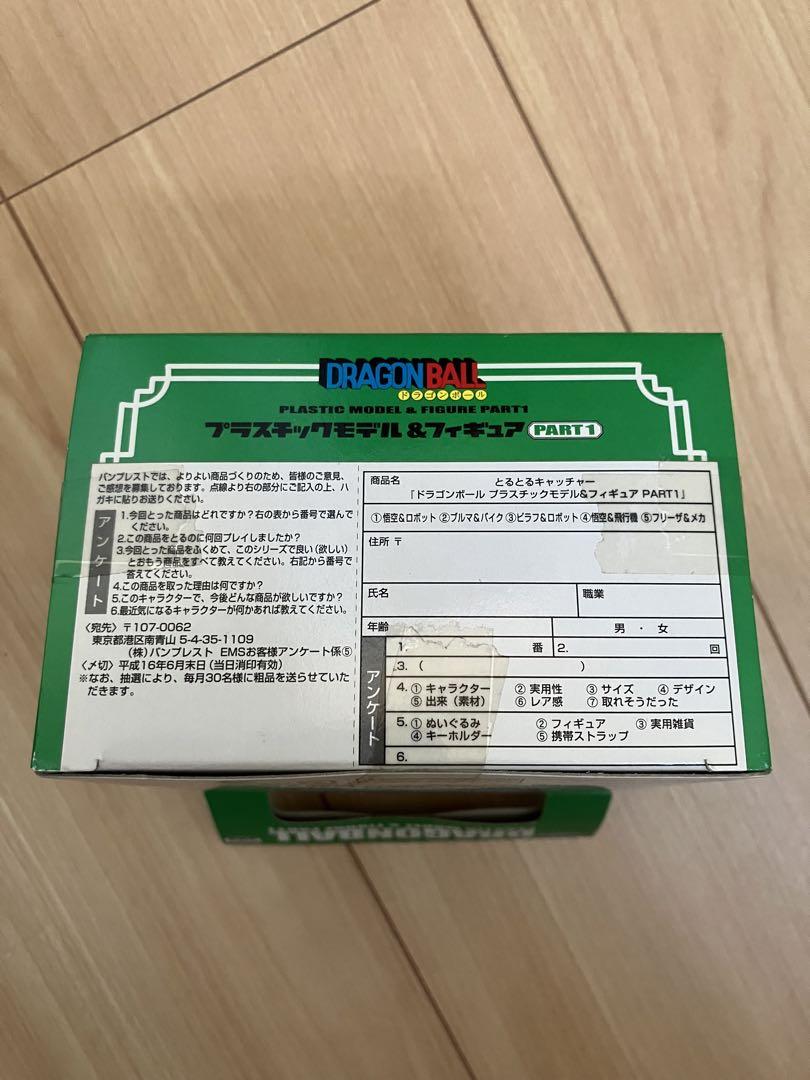 DRAGON BALL
ドラゴンボール
PLASTIC MODEL & FIGURE PART1
プラスチックモデル&フィギュア PART1
バンプレストでは、よりよい商品づくりのため、皆様のご意見、
ご感想を募集しております。点線より右の部分にご記入の上、ハ
ガキに貼りお送りください。
アンケート
1.今回とった商品はどれですか?右の表から番号で選んで
ください。
2.この商品をとるのに何回プレイしましたか?
3.今回とった商品をふくめて、このシリーズで良い(欲しい)
とおもう商品をすべて教えてください。右記から番号で
答えてください。
4.この商品を取った理由は何ですか?
5.このキャラクターで、今後どんな商品が欲しいですか?
6.最近気になるキャラクターが何かあれば教えてください。
〈宛先〉〒107-0062
東京都港区南青山 5-4-35-1109
(株)バンプレスト EMSお客様アンケート係⑤
〈〆切〉平成16年6月末日(当日消印有効)
※なお、抽選により、毎月30名様に粗品を送らせていた
だきます。
商品名 とるとるキャッチャー
「ドラゴンボール プラスチックモデル&フィギュア PART1」
①悟空&ロボット ②ブルマ&バイク ③ピラフ&ロボット ④悟空&飛行機 ⑤フリーザ&メカ
住所 〒
氏名 職業
年齢 男・女
アンケート
1. 番 2. 回
3. ( )
4. ① キャラクター ② 実用性 ③ サイズ ④ デザイン
⑤ 出来(素材) ⑥ レア感 ⑦ 取れそうだった
5. ① ぬいぐるみ ② フィギュア ③ 実用雑貨
④ キーホルダー ⑤ 携帯ストラップ
6.
DRAGON BALL